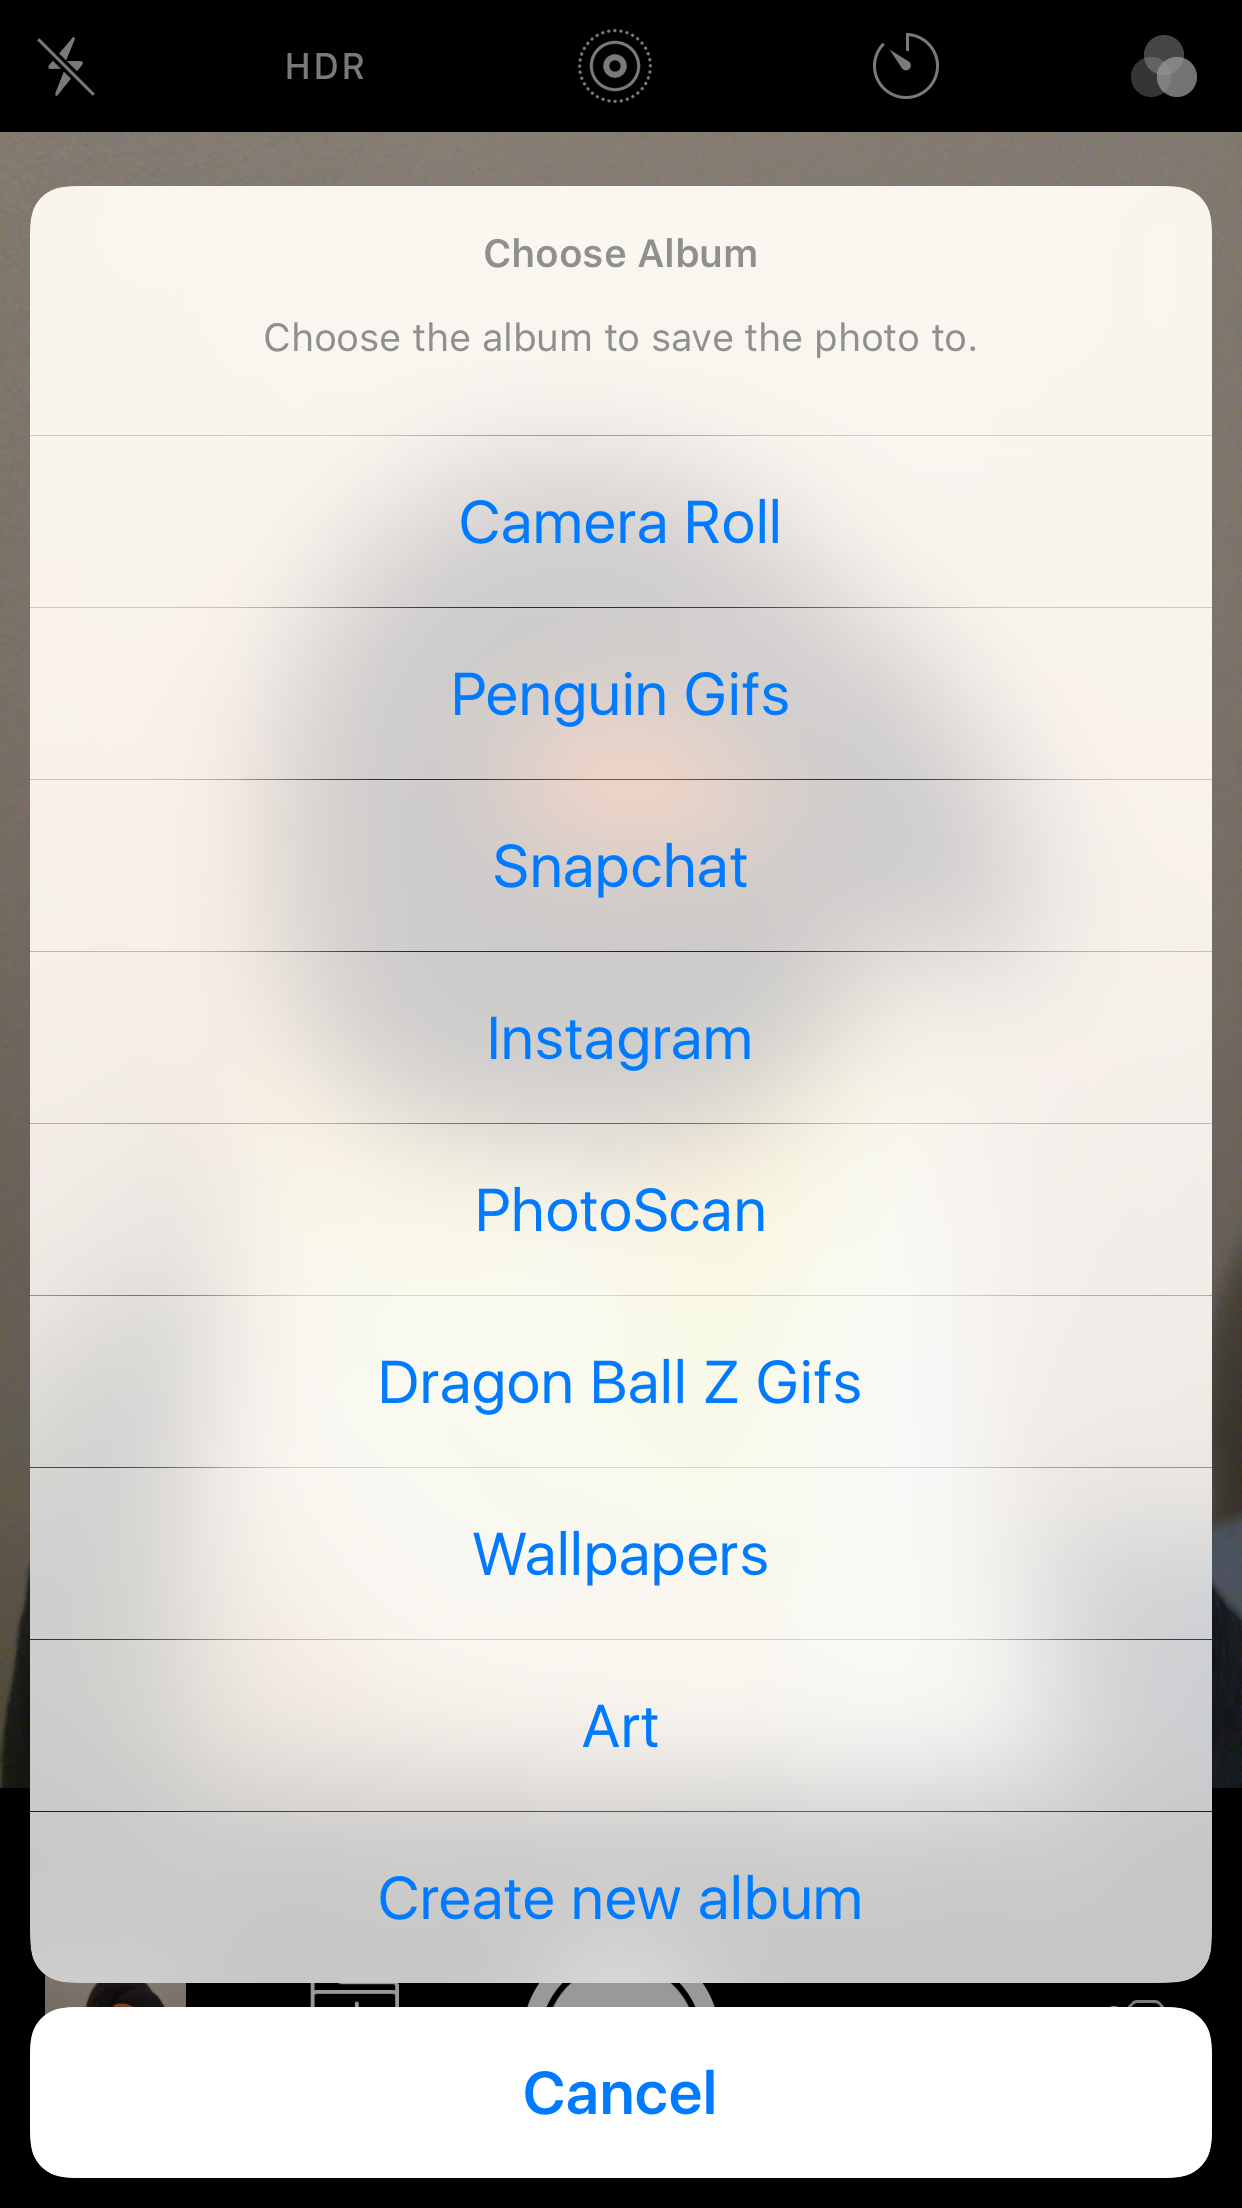 HDR
Choose Album
Choose the album to save the photo to.
Camera Roll
Penguin Gifs
Snapchat
Instagram
PhotoScan
Dragon Ball Z Gifs
Wallpapers
Art
Create new album
Cancel